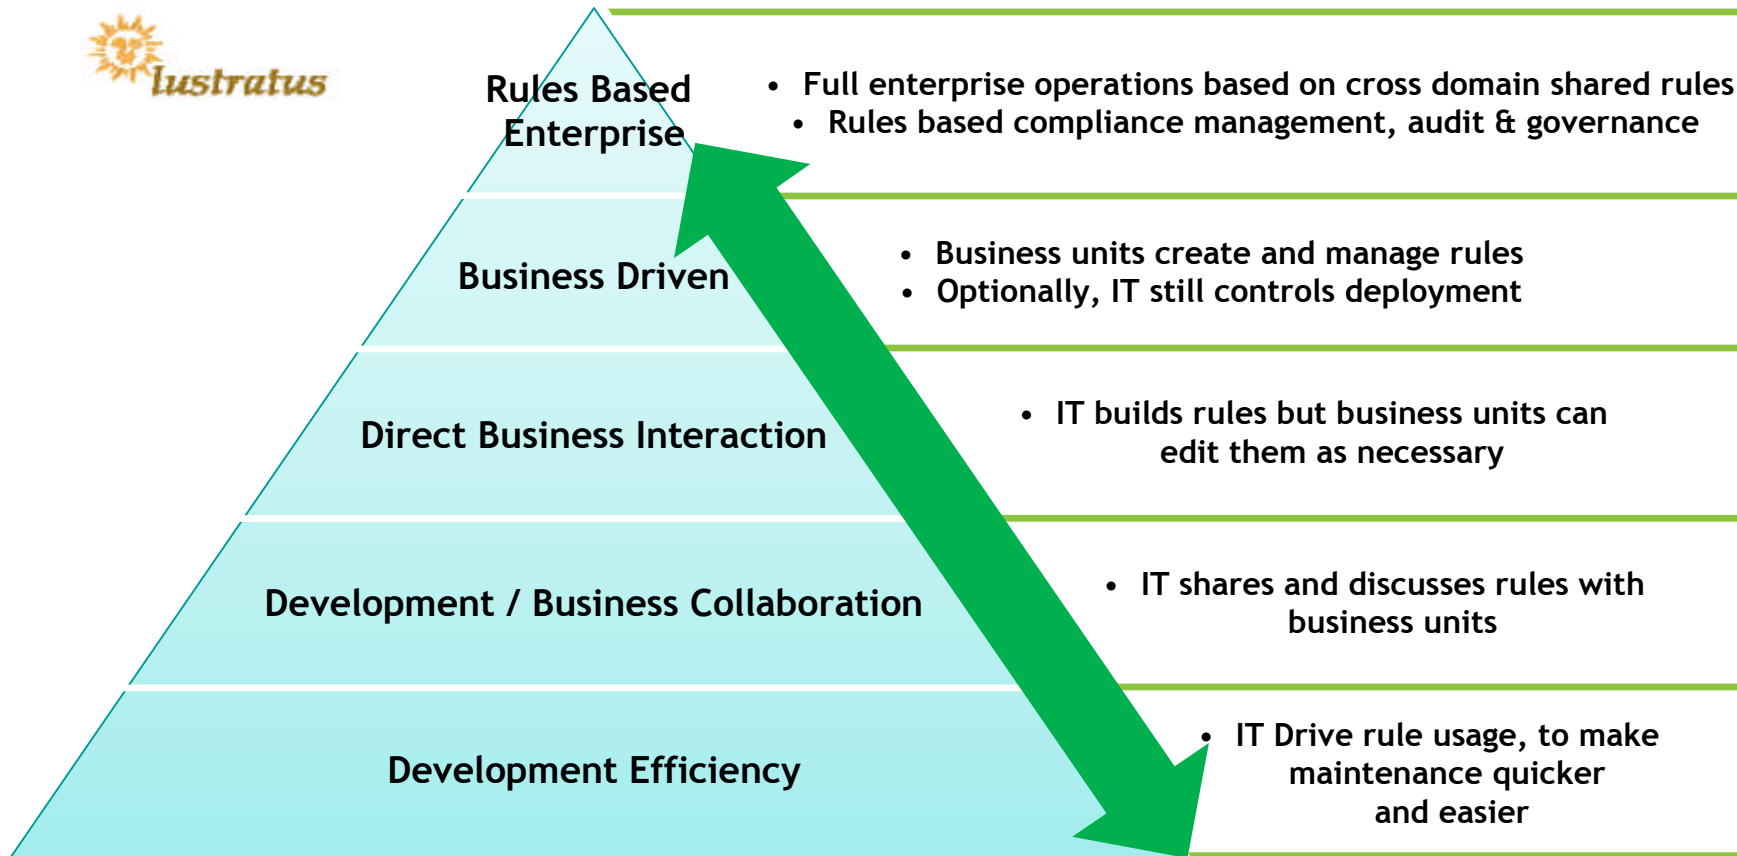 lustratus
Rules Based
Enterprise
• Full enterprise operations based on cross domain shared rules
• Rules based compliance management, audit & governance
Business Driven
• Business units create and manage rules
• Optionally, IT still controls deployment
Direct Business Interaction
• IT builds rules but business units can
edit them as necessary
Development / Business Collaboration
• IT shares and discusses rules with
business units
Development Efficiency
• IT Drive rule usage, to make
maintenance quicker
and easier